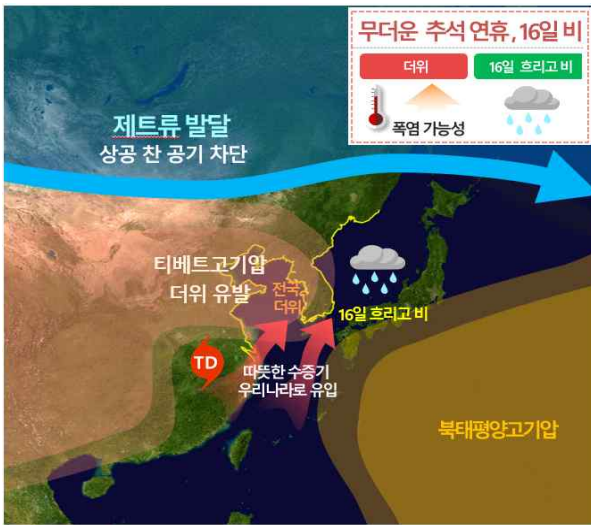 무더운 추석 연휴, 16일 비
더위
16일 흐리고 비
폭염 가능성
제트류 발달
상공 찬 공기 차단
티베트고기압
더위 유발
전국
더위
16일 흐리고 비
TD
따뜻한 수증기
우리나라로 유입
북태평양고기압